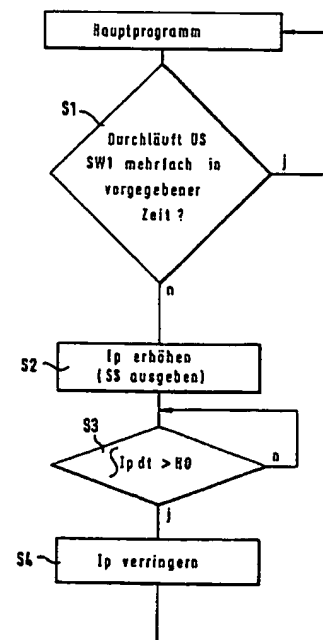 Hauptprogramm
S1
Durchläuft US
SW1 mehrfach in
vorgegebener
Zeit ?
j
n
S2
Ip erhöhen
(SS ausgeben)
S3
∫Ip dt > H0
n
j
S4
Ip verringern